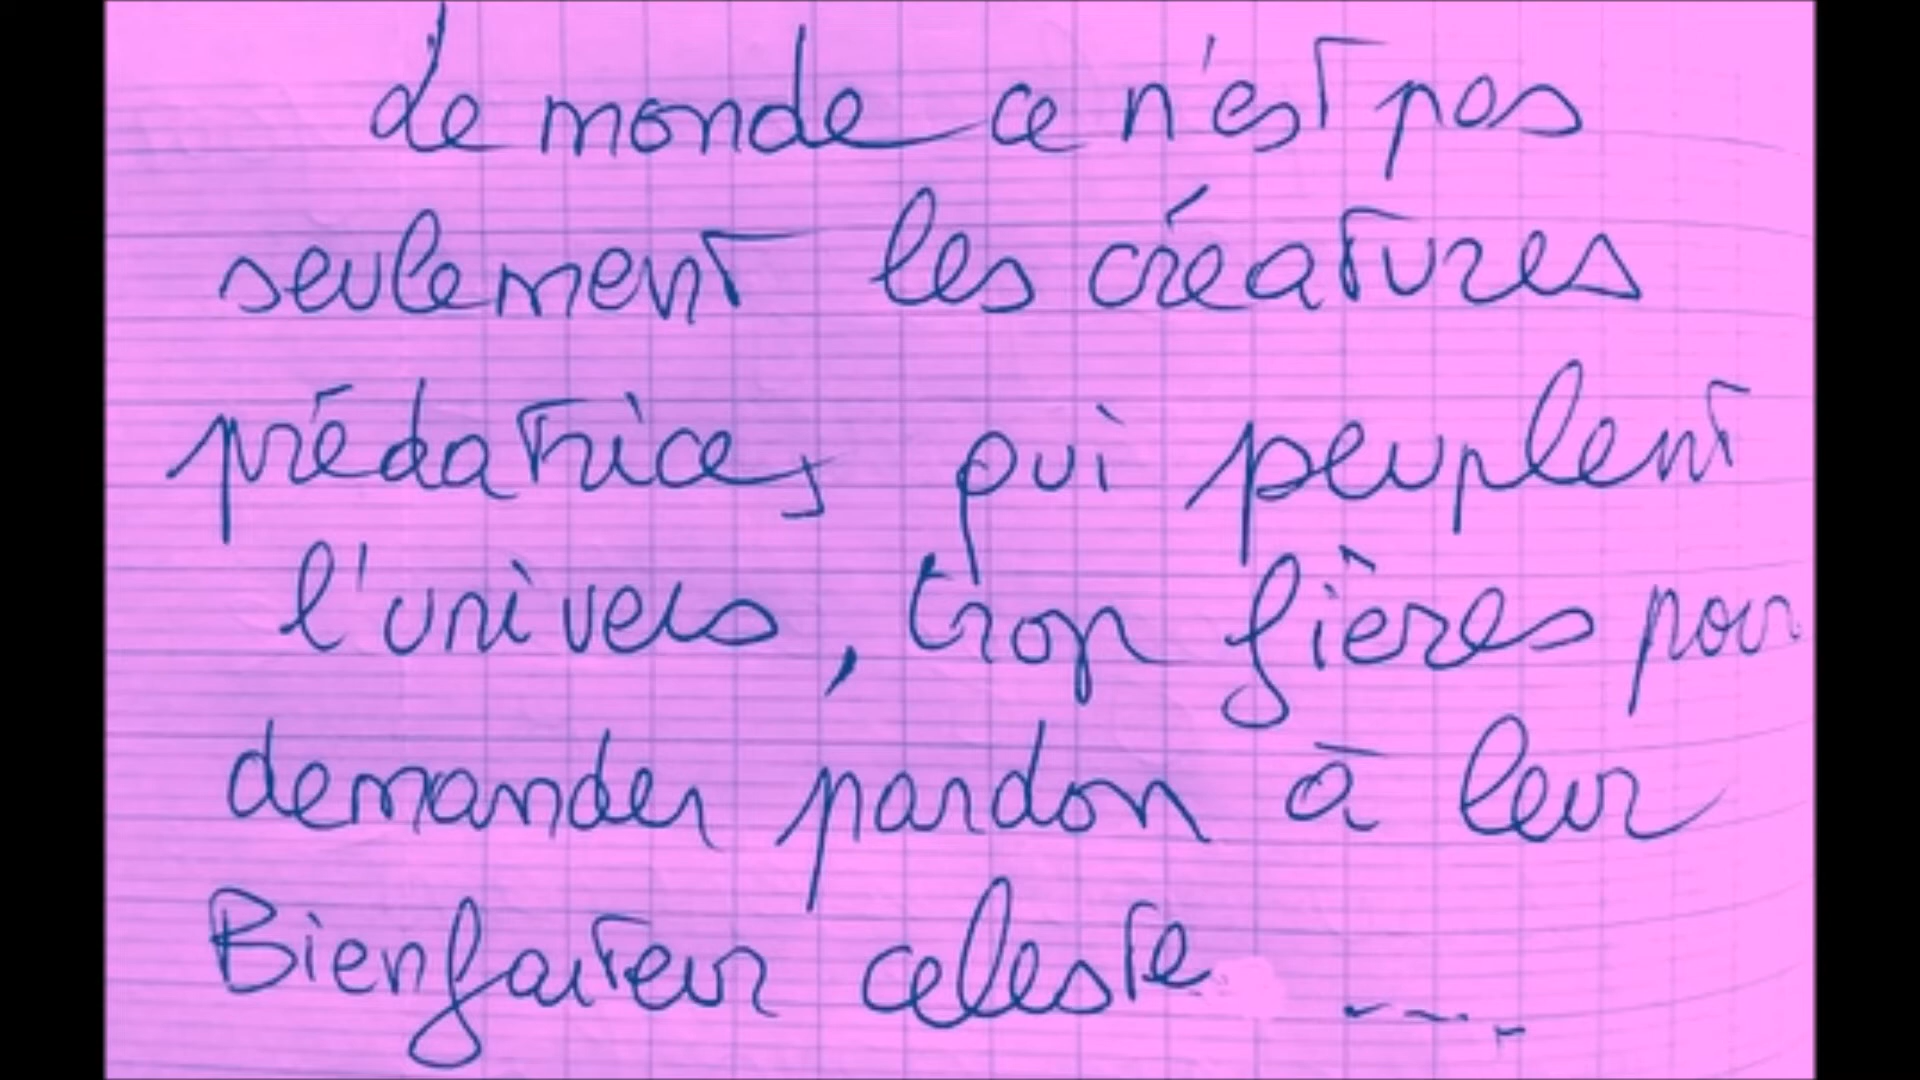 Le monde ce n'est pas
seulement les créatures
prédatrices qui peuplent
l'univers, trop fières pour
demander pardon à leur
Bienfaiteur celeste ....